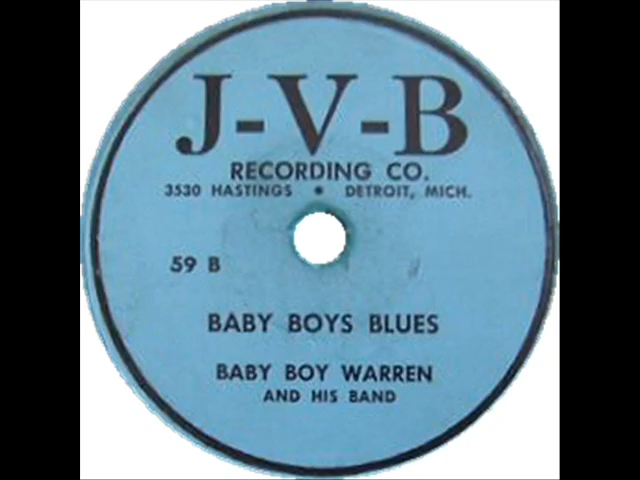 J-V-B
RECORDING CO.
3530 HASTINGS • DETROIT, MICH.
59 B
BABY BOYS BLUES
BABY BOY WARREN
AND HIS BAND